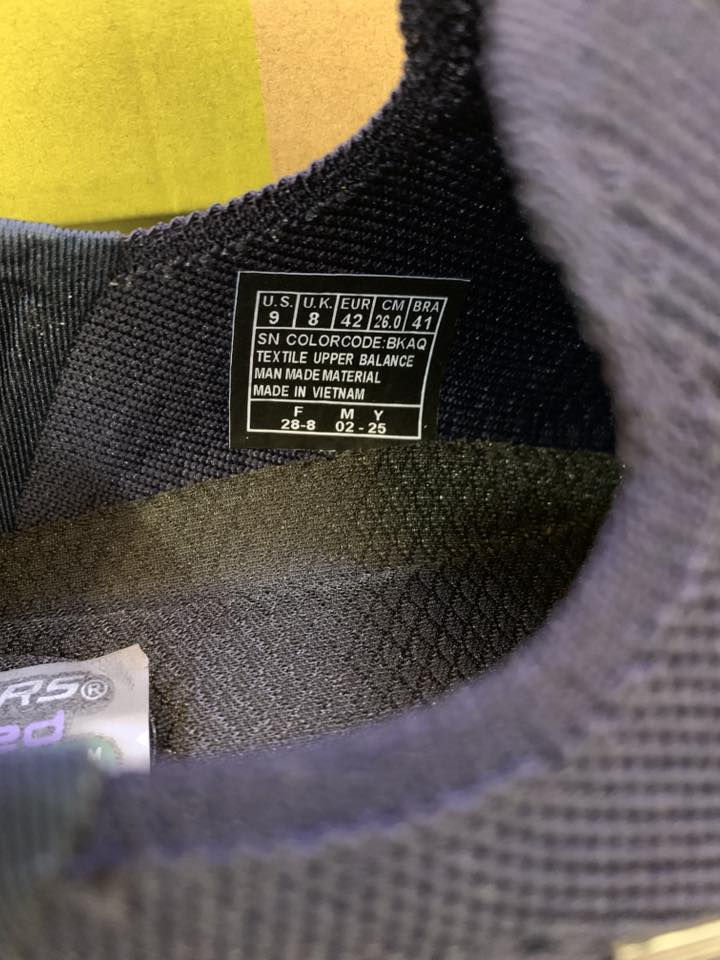 U.S. U.K. EUR CM BRA
9 8 42 26.0 41
SN COLORCODE:BKAQ
TEXTILE UPPER BALANCE
MAN MADE MATERIAL
MADE IN VIETNAM
F M Y
28-8 02 - 25
RS®